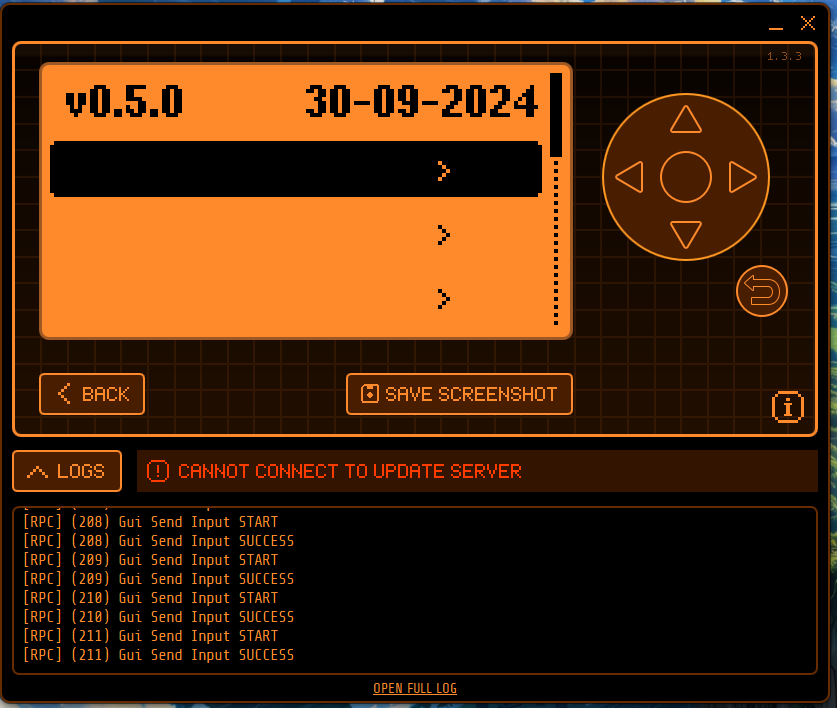 1.3.3
v0.5.0 30-09-2024
>
>
>
BACK
SAVE SCREENSHOT
LOGS
CANNOT CONNECT TO UPDATE SERVER
[RPC] (208) Gui Send Input START
[RPC] (208) Gui Send Input SUCCESS
[RPC] (209) Gui Send Input START
[RPC] (209) Gui Send Input SUCCESS
[RPC] (210) Gui Send Input START
[RPC] (210) Gui Send Input SUCCESS
[RPC] (211) Gui Send Input START
[RPC] (211) Gui Send Input SUCCESS
OPEN FULL LOG